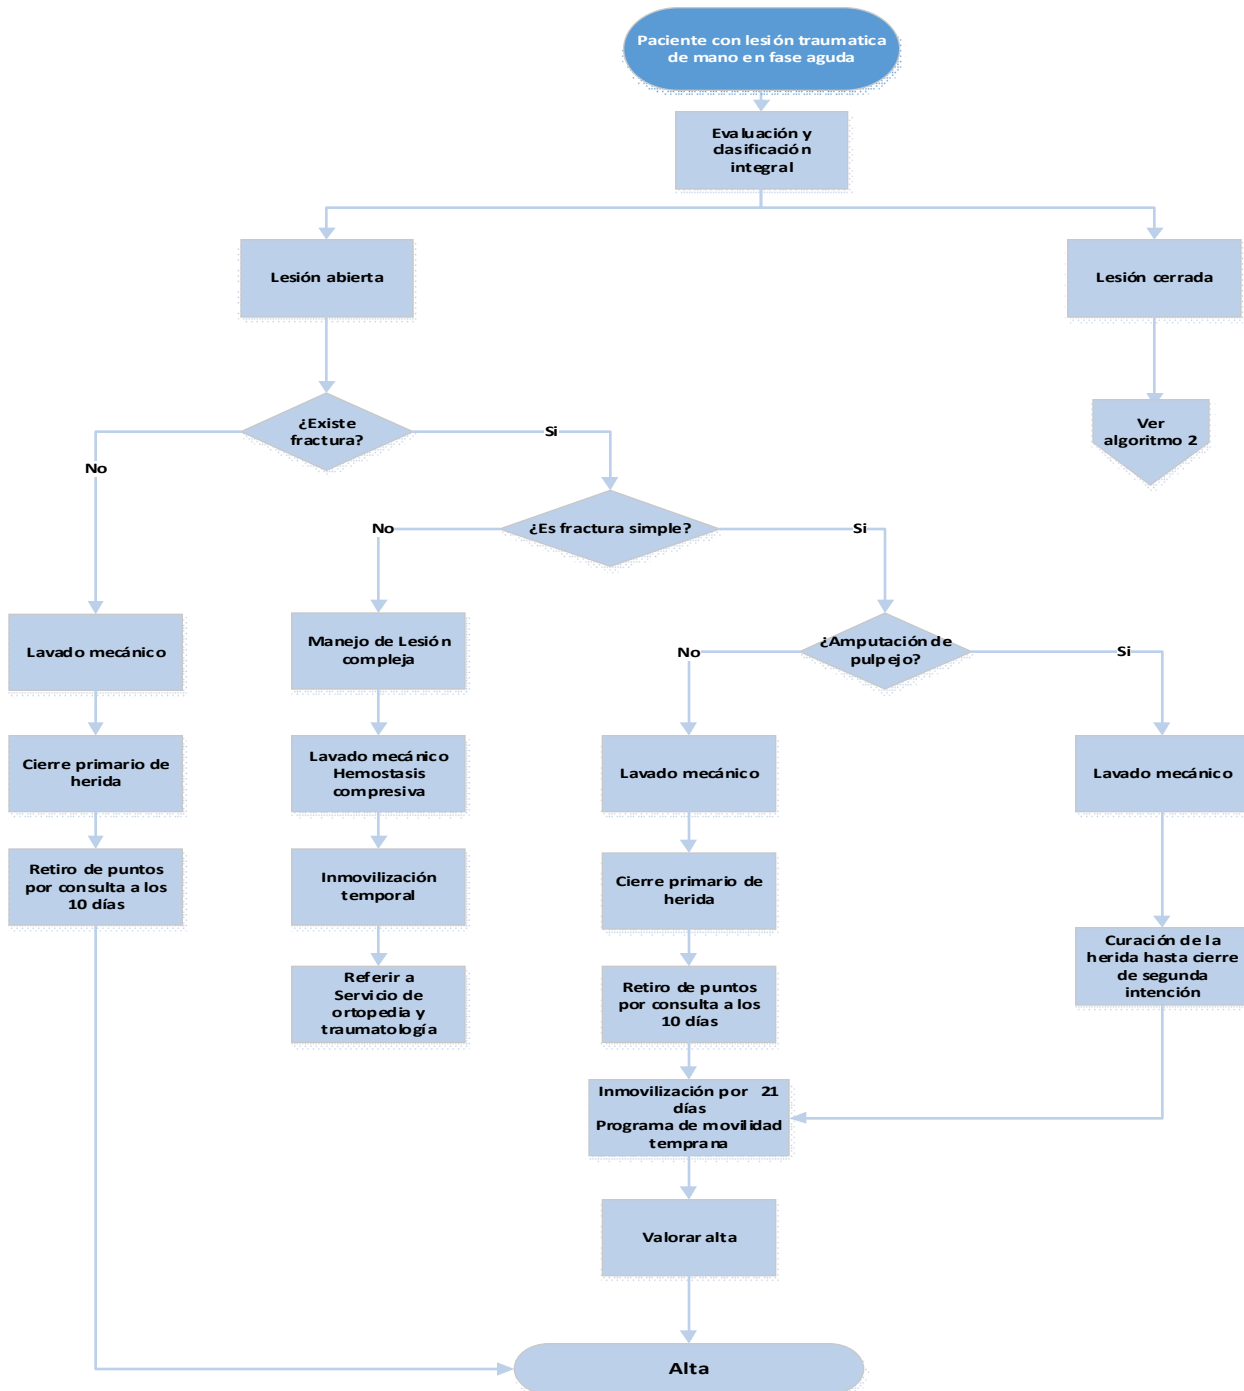 Paciente con lesión traumatica
de mano en fase aguda
Evaluación y
clasificación
integral
Lesión abierta
Lesión cerrada
¿Existe
fractura?
Si
No
Ver
algoritmo 2
¿Es fractura simple?
No
Si
Lavado mecánico
Manejo de Lesión
compleja
¿Amputación de
pulpejo?
No
Si
Cierre primario de
herida
Lavado mecánico
Hemostasis
compresiva
Lavado mecánico
Lavado mecánico
Retiro de puntos
por consulta a los
10 días
Inmovilización
temporal
Cierre primario de
herida
Curación de la
herida hasta cierre
de segunda
intención
Referir a
Servicio de
ortopedia y
traumatología
Retiro de puntos
por consulta a los
10 días
Inmovilización por 21
días
Programa de movilidad
temprana
Valorar alta
Alta